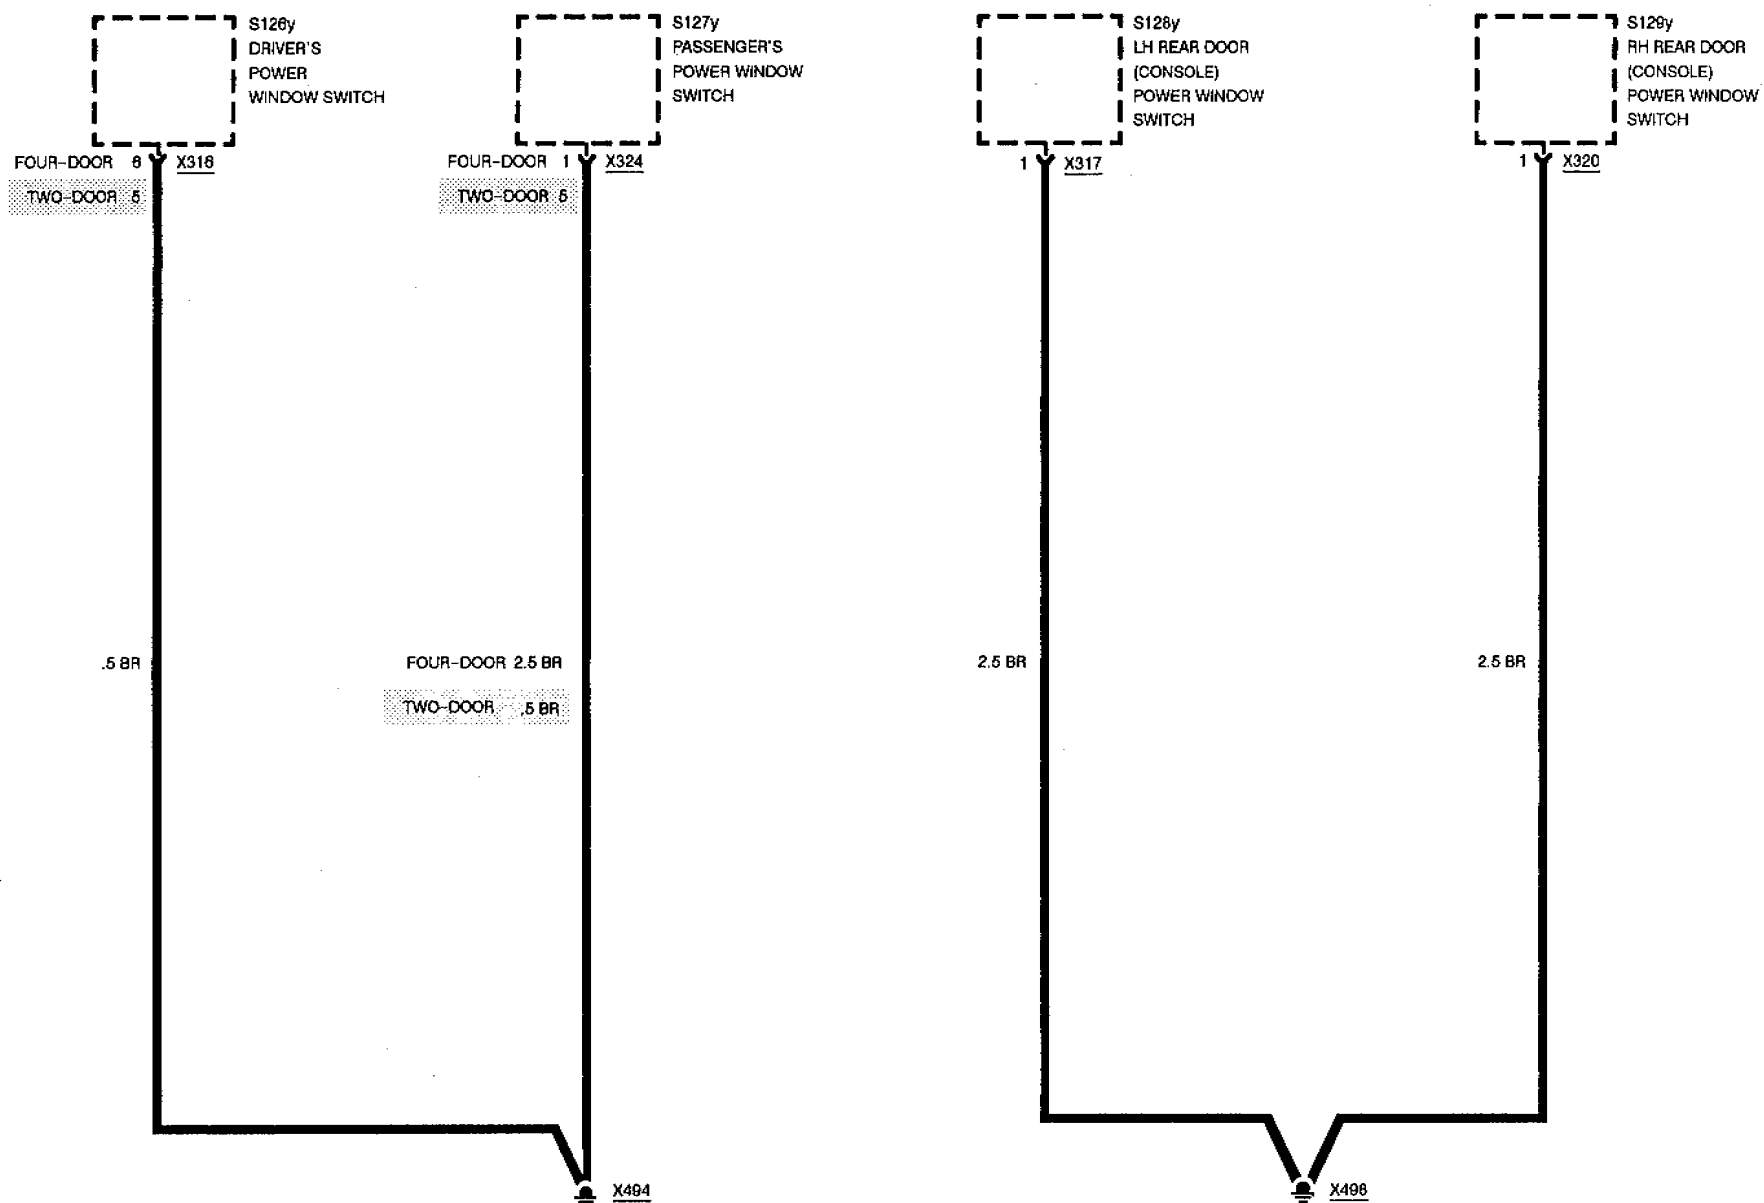 S126y
DRIVER'S
POWER
WINDOW SWITCH
S127y
PASSENGER'S
POWER WINDOW
SWITCH
S128y
LH REAR DOOR
(CONSOLE)
POWER WINDOW
SWITCH
S129y
RH REAR DOOR
(CONSOLE)
POWER WINDOW
SWITCH
FOUR-DOOR 6 X316
TWO-DOOR 5
FOUR-DOOR 1 X324
TWO-DOOR 5
1 X317
1 X320
.5 BR
FOUR-DOOR 2.5 BR
TWO-DOOR .5 BR
2.5 BR
2.5 BR
X494
X498